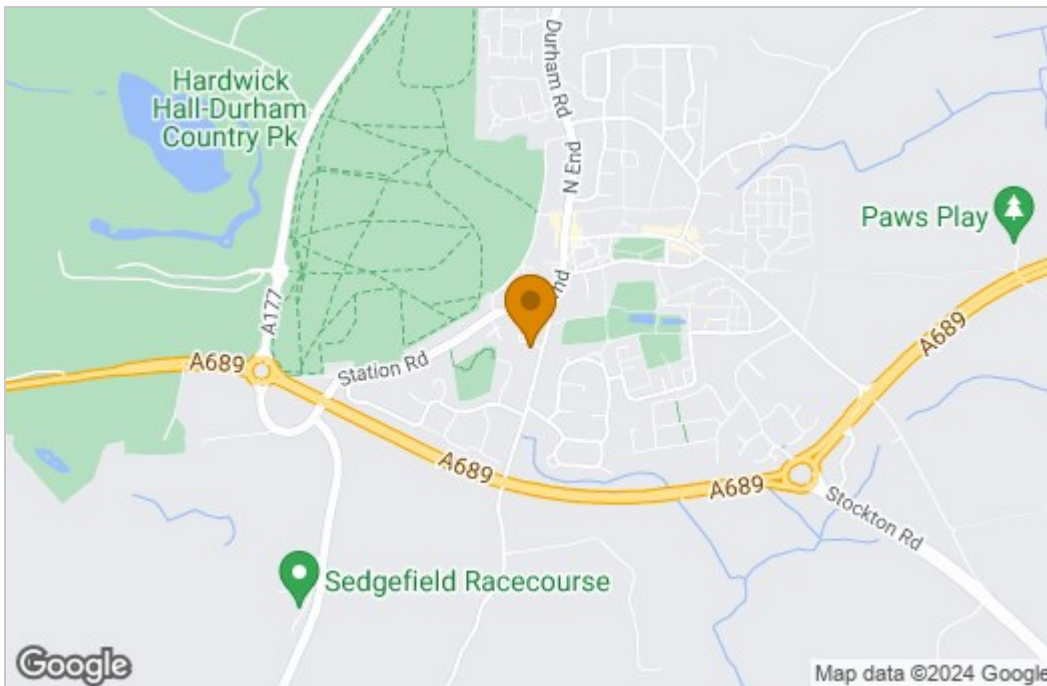 Hardwick
Hall-Durham
Country Pk
Durham Rd
N End
Paws Play
A177
A689
Station Rd
A689
A689
A689
Stockton Rd
Sedgefield Racecourse
Google
Map data ©2024 Google